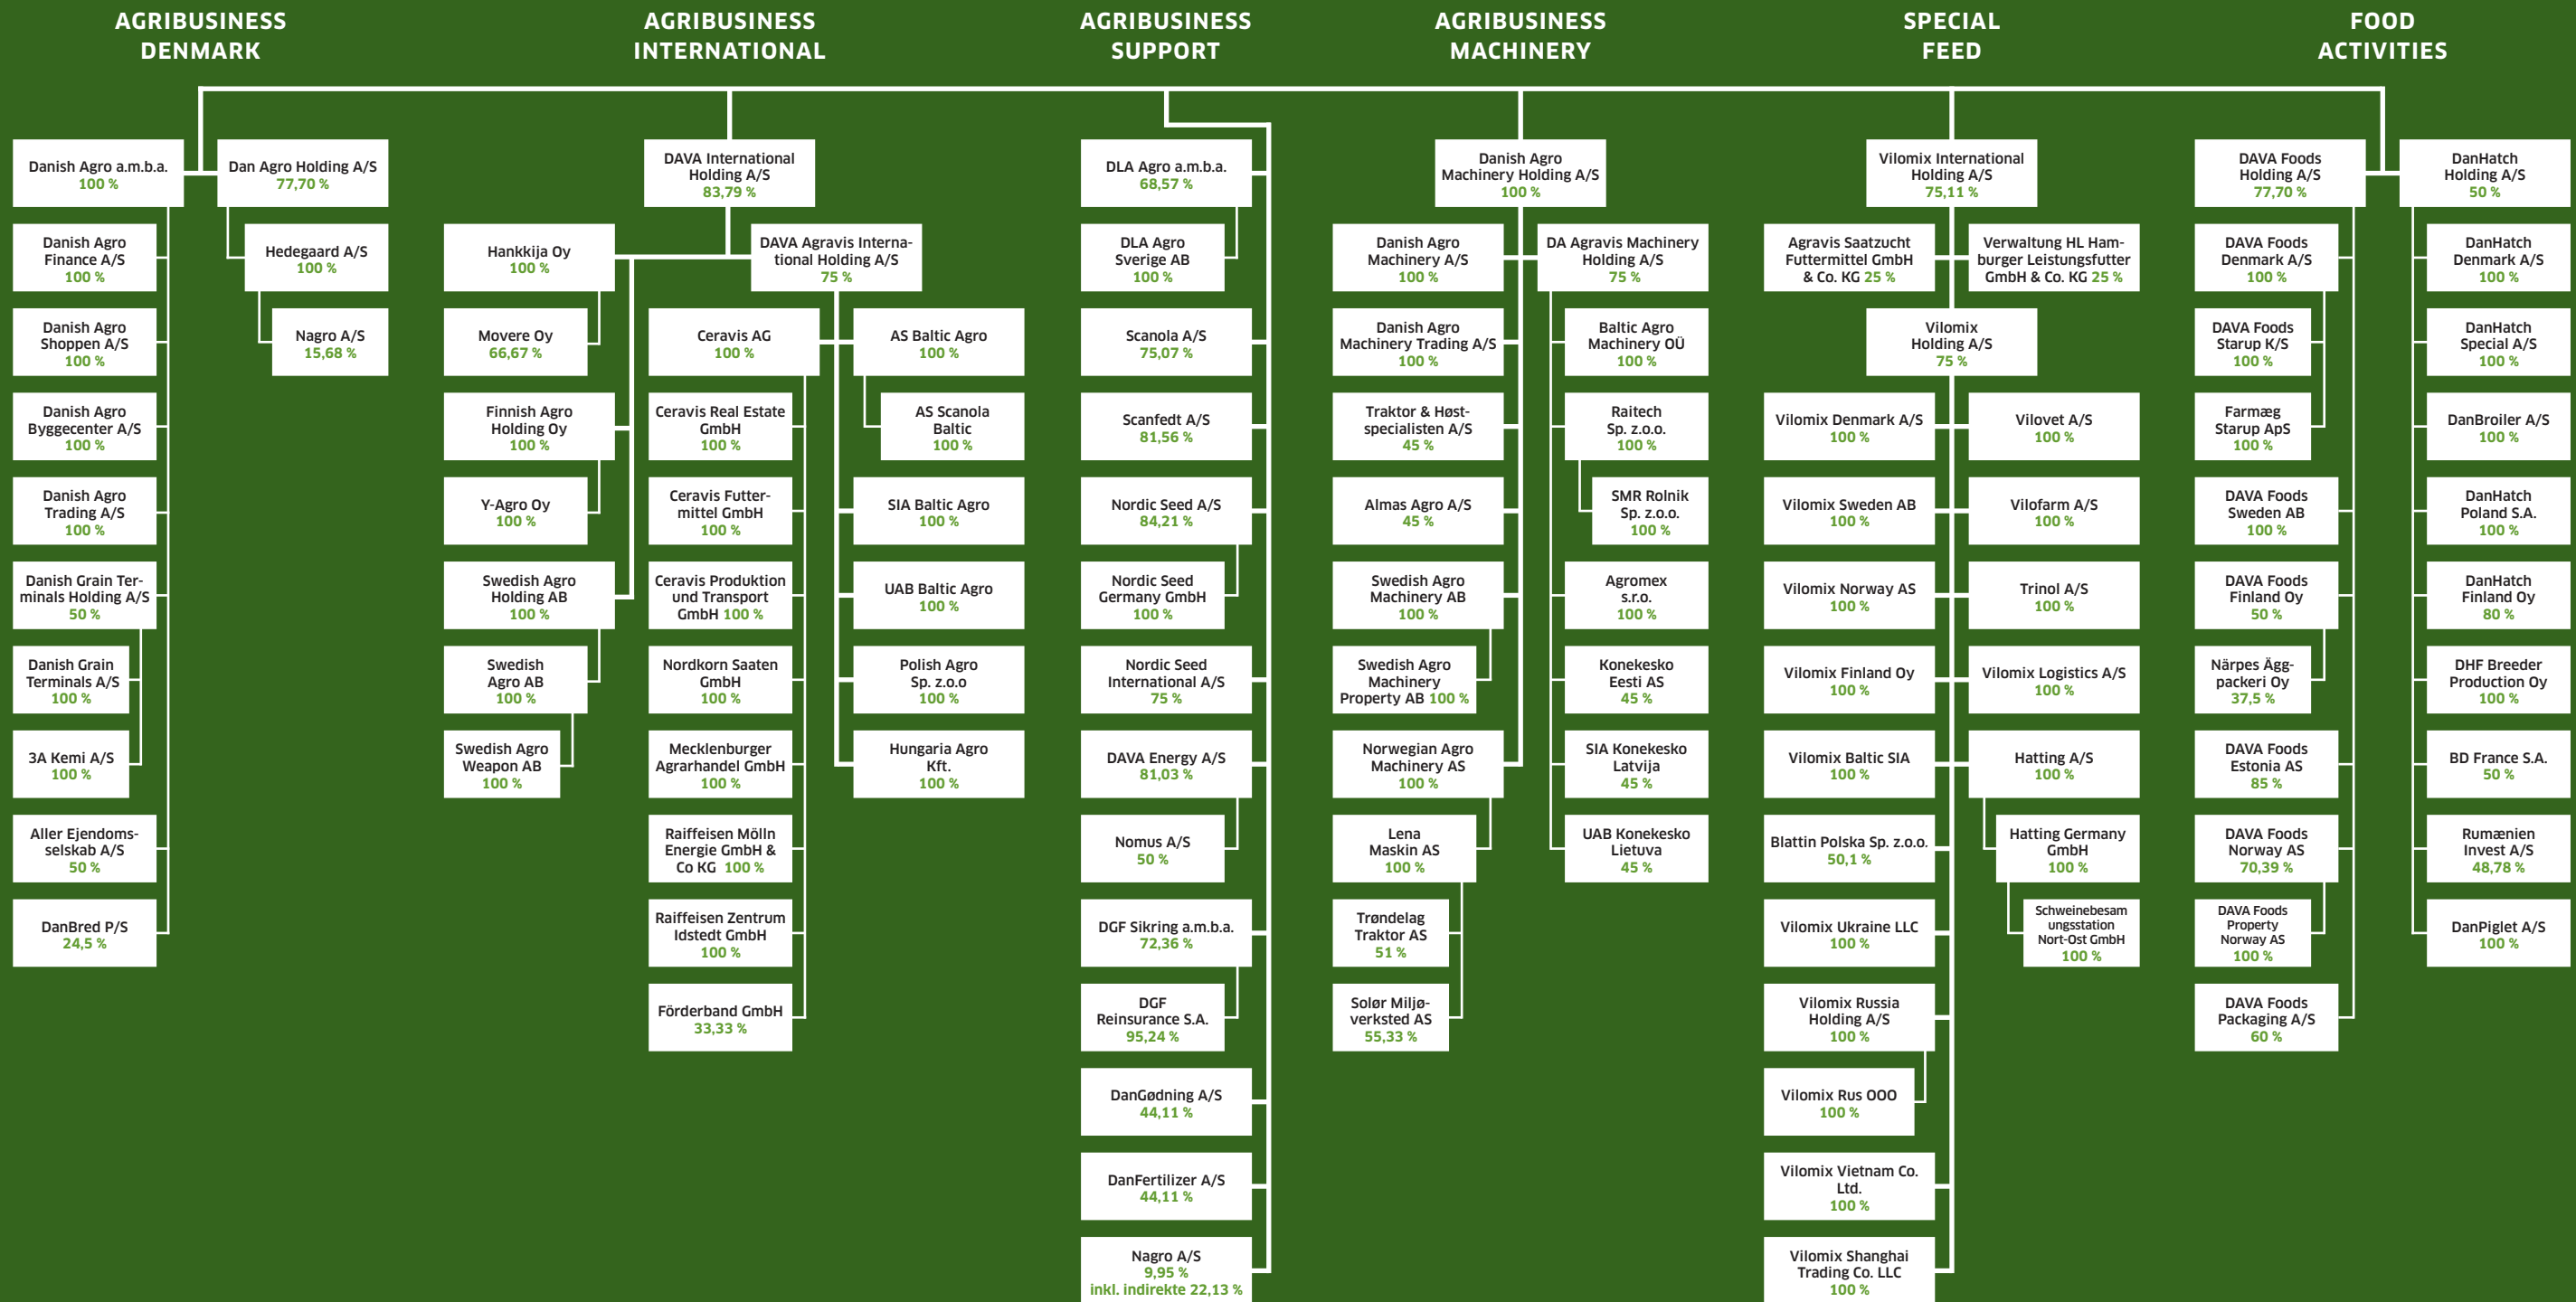 AGRIBUSINESS
DENMARK
Danish Agro a.m.b.a.
100 %
Dan Agro Holding A/S
77,70 %
Danish Agro
Finance A/S
100 %
Hedegaard A/S
100 %
Danish Agro
Shoppen A/S
100 %
Nagro A/S
15,68 %
Danish Agro
Byggecenter A/S
100 %
Danish Agro
Trading A/S
100 %
Danish Grain Ter-
minals Holding A/S
50 %
Danish Grain
Terminals A/S
100 %
3A Kemi A/S
100 %
Aller Ejendoms-
selskab A/S
50 %
DanBred P/S
24,5 %
AGRIBUSINESS
INTERNATIONAL
DAVA International
Holding A/S
83,79 %
Hankkija Oy
100 %
DAVA Agravis Interna-
tional Holding A/S
75 %
Movere Oy
66,67 %
Finnish Agro
Holding Oy
100 %
Y-Agro Oy
100 %
Swedish Agro
Holding AB
100 %
Swedish
Agro AB
100 %
Swedish Agro
Weapon AB
100 %
Ceravis AG
100 %
Ceravis Real Estate
GmbH
100 %
Ceravis Futter-
mittel GmbH
100 %
Ceravis Produktion
und Transport
GmbH 100 %
Nordkorn Saaten
GmbH
100 %
Mecklenburger
Agrarhandel GmbH
100 %
Raiffeisen Mölln
Energie GmbH &
Co KG 100 %
Raiffeisen Zentrum
Idstedt GmbH
100 %
Förderband GmbH
33,33 %
AS Baltic Agro
100 %
AS Scanola
Baltic
100 %
SIA Baltic Agro
100 %
UAB Baltic Agro
100 %
Polish Agro
Sp. z.o.o
100 %
Hungaria Agro
Kft.
100 %
AGRIBUSINESS
SUPPORT
DLA Agro a.m.b.a.
68,57 %
DLA Agro
Sverige AB
100 %
Scanola A/S
75,07 %
Scanfedt A/S
81,56 %
Nordic Seed A/S
84,21 %
Nordic Seed
Germany GmbH
100 %
Nordic Seed
International A/S
75 %
DAVA Energy A/S
81,03 %
Nomus A/S
50 %
DGF Sikring a.m.b.a.
72,36 %
DGF
Reinsurance S.A.
95,24 %
DanGødning A/S
44,11 %
DanFertilizer A/S
44,11 %
Nagro A/S
9,95 %
inkl. indirekte 22,13 %
AGRIBUSINESS
MACHINERY
Danish Agro
Machinery Holding A/S
100 %
Danish Agro
Machinery A/S
100 %
Danish Agro
Machinery Trading A/S
100 %
Traktor & Høst-
specialisten A/S
45 %
Almas Agro A/S
45 %
Swedish Agro
Machinery AB
100 %
Swedish Agro
Machinery
Property AB 100 %
Norwegian Agro
Machinery AS
100 %
Lena
Maskin AS
100 %
Trøndelag
Traktor AS
51 %
Solør Miljø-
verksted AS
55,33 %
DA Agravis Machinery
Holding A/S
75 %
Baltic Agro
Machinery OÜ
100 %
Raitech
Sp. z.o.o.
100 %
SMR Rolnik
Sp. z.o.o.
100 %
Agromex
s.r.o.
100 %
Konekesko
Eesti AS
45 %
SIA Konekesko
Latvija
45 %
UAB Konekesko
Lietuva
45 %
SPECIAL
FEED
Vilomix International
Holding A/S
75,11 %
Agravis Saatzucht
Futtermittel GmbH
& Co. KG 25 %
Verwaltung HL Ham-
burger Leistungsfutter
GmbH & Co. KG 25 %
Vilomix
Holding A/S
75 %
Vilomix Denmark A/S
100 %
Vilomix Sweden AB
100 %
Vilomix Norway AS
100 %
Vilomix Finland Oy
100 %
Vilomix Baltic SIA
100 %
Blattin Polska Sp. z.o.o.
50,1 %
Vilomix Ukraine LLC
100 %
Vilomix Russia
Holding A/S
100 %
Vilomix Rus OOO
100 %
Vilomix Vietnam Co.
Ltd.
100 %
Vilomix Shanghai
Trading Co. LLC
100 %
Vilovet A/S
100 %
Vilofarm A/S
100 %
Trinol A/S
100 %
Vilomix Logistics A/S
100 %
Hatting A/S
100 %
Hatting Germany
GmbH
100 %
Schweinebesam
ungsstation
Nort-Ost GmbH
100 %
FOOD
ACTIVITIES
DAVA Foods
Holding A/S
77,70 %
DAVA Foods
Denmark A/S
100 %
DAVA Foods
Starup K/S
100 %
Farmæg
Starup ApS
100 %
DAVA Foods
Sweden AB
100 %
DAVA Foods
Finland Oy
50 %
Närpes Ägg-
packeri Oy
37,5 %
DAVA Foods
Estonia AS
85 %
DAVA Foods
Norway AS
70,39 %
DAVA Foods
Property
Norway AS
100 %
DAVA Foods
Packaging A/S
60 %
DanHatch
Holding A/S
50 %
DanHatch
Denmark A/S
100 %
DanHatch
Special A/S
100 %
DanBroiler A/S
100 %
DanHatch
Poland S.A.
100 %
DanHatch
Finland Oy
80 %
DHF Breeder
Production Oy
100 %
BD France S.A.
50 %
Rumænien
Invest A/S
48,78 %
DanPiglet A/S
100 %